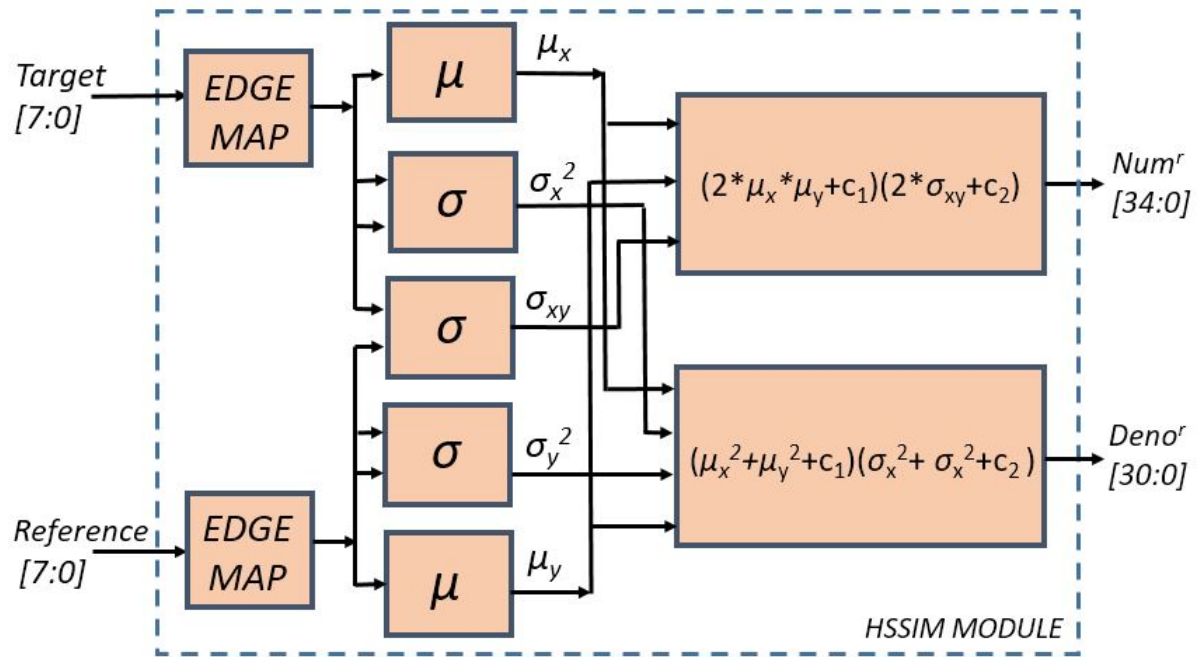 Target
[7:0]
EDGE
MAP
μ
μₓ
σ
σₓ²
σ
σxy
σ
σy²
μ
μy
Reference
[7:0]
EDGE
MAP
(2*μₓ*μy+c₁)(2*σxy+c₂)
Numʳ
[34:0]
(μₓ²+μy²+c₁)(σₓ²+ σₓ²+c₂ )
Denoʳ
[30:0]
HSSIM MODULE